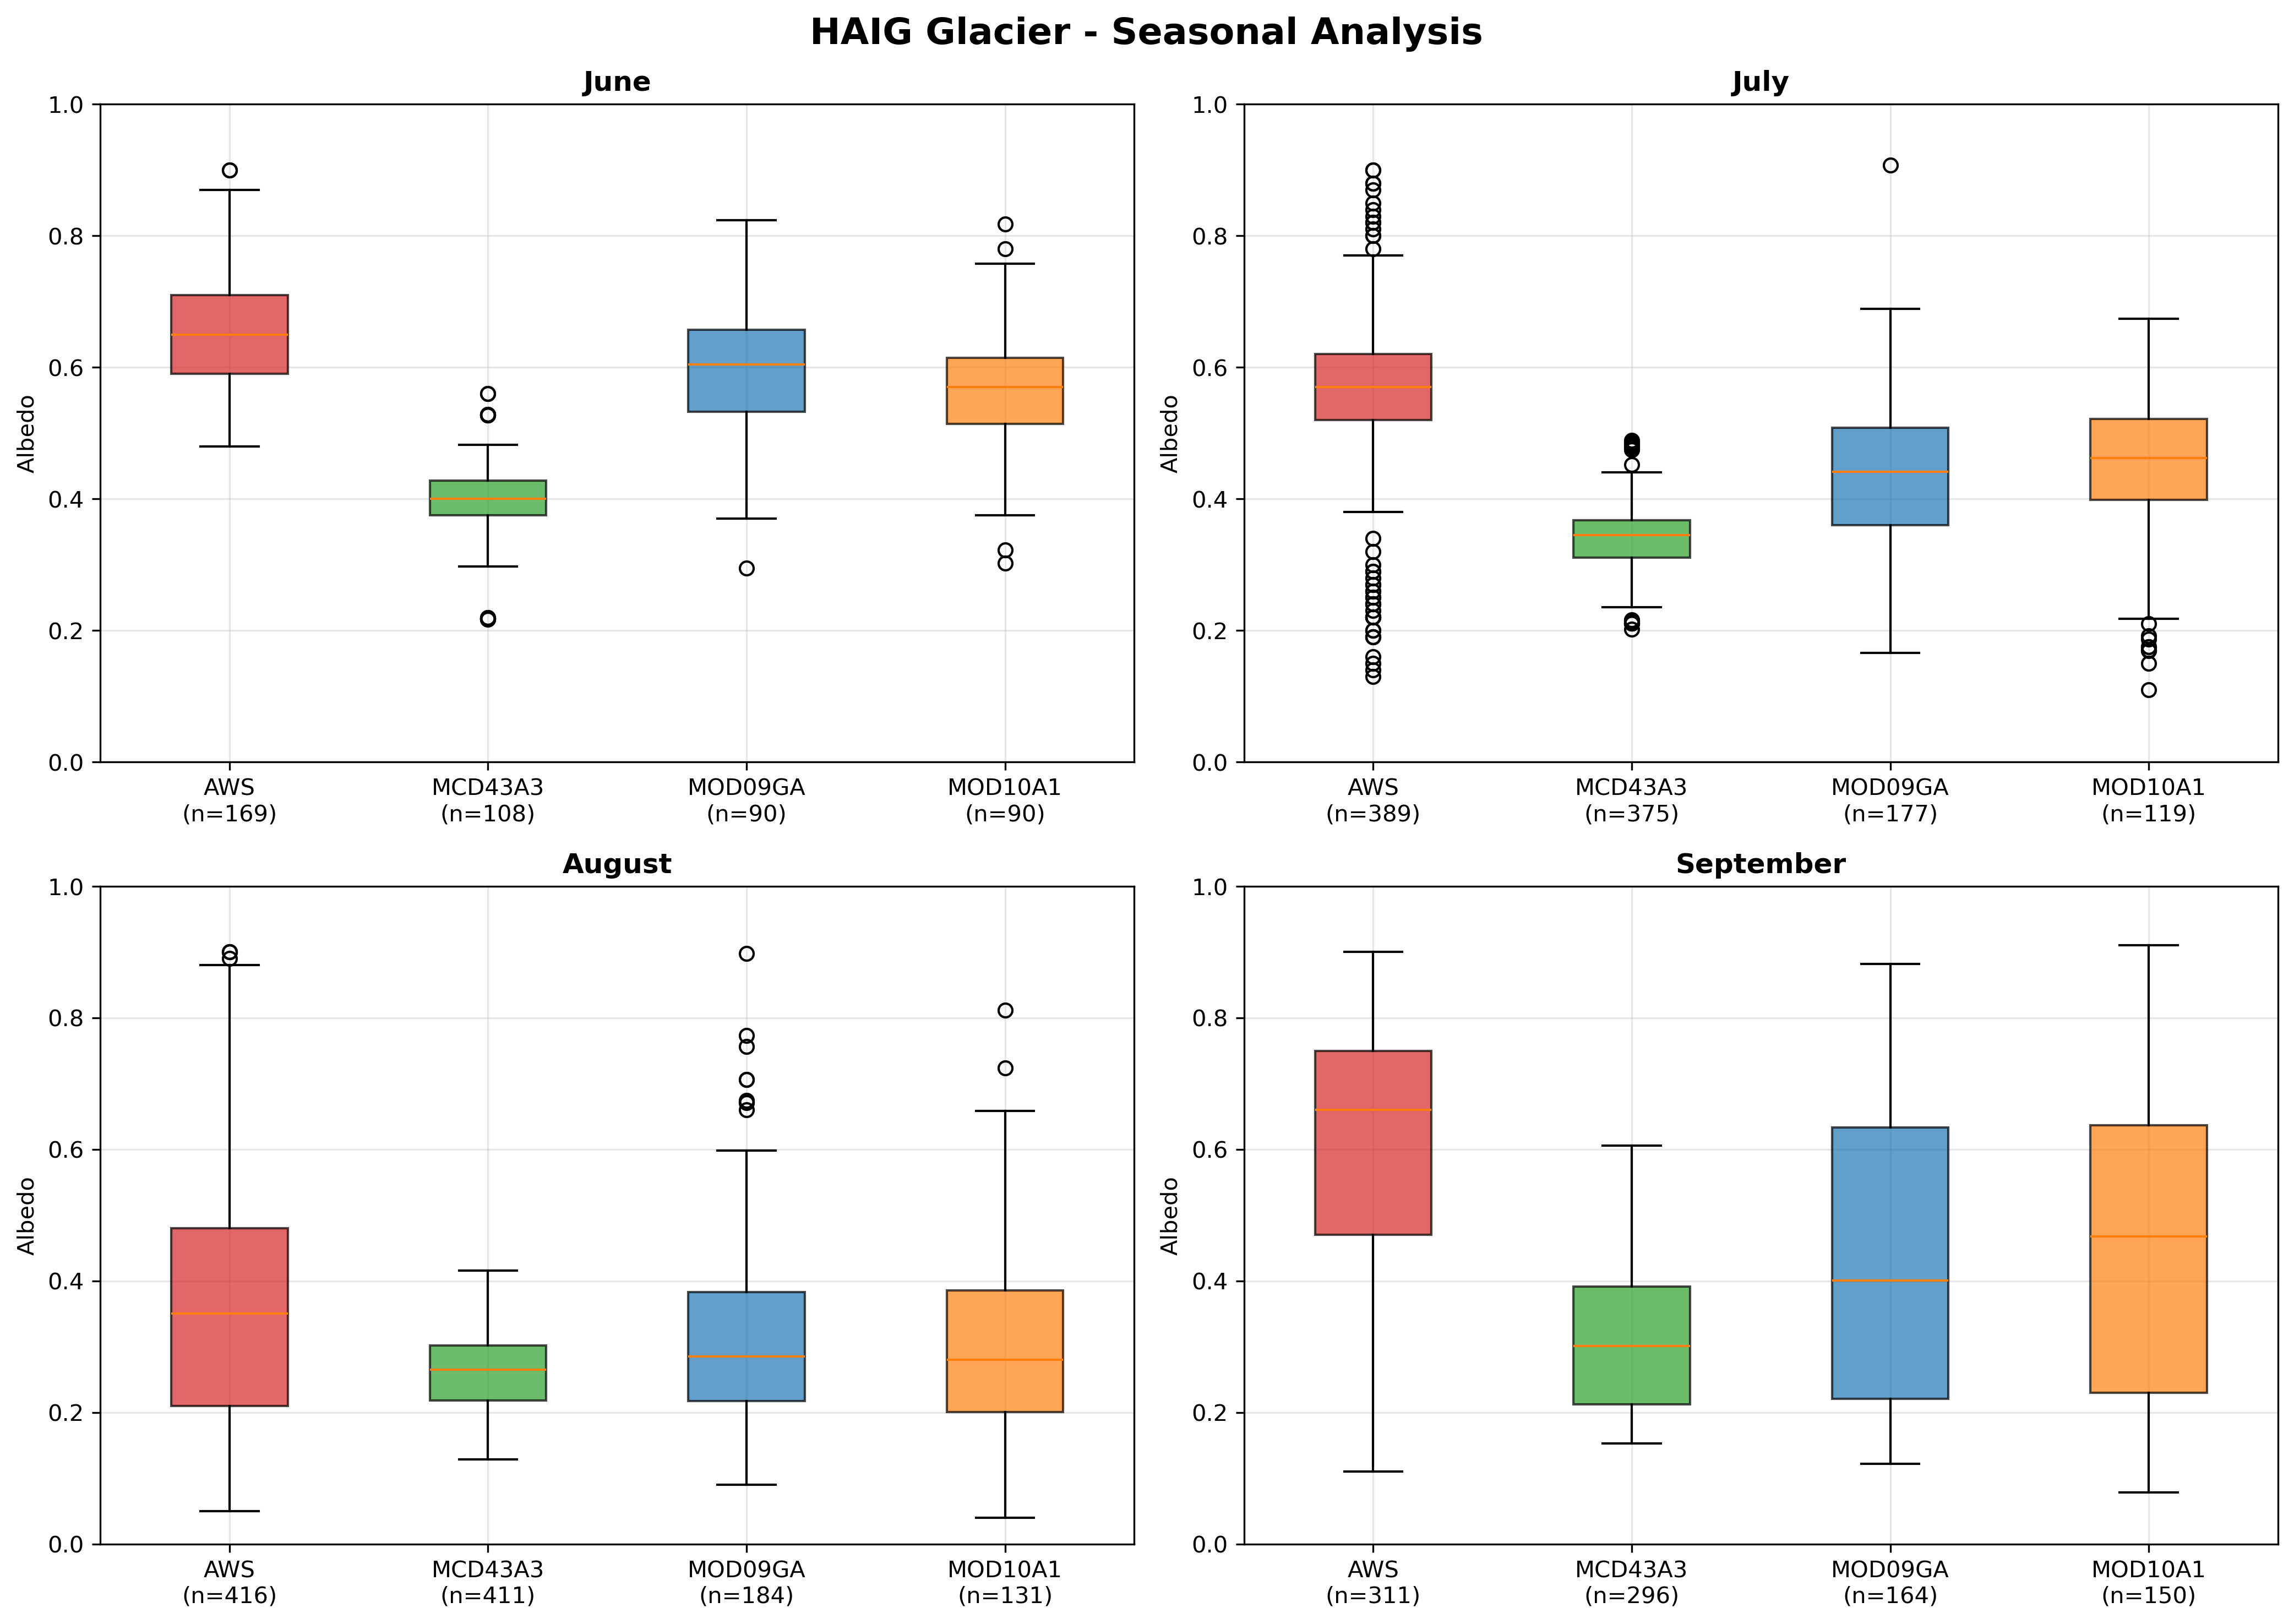 HAIG Glacier - Seasonal Analysis
June
1.0
0.8
0.6
0.4
0.2
0.0
Albedo
AWS
(n=169)
MCD43A3
(n=108)
MOD09GA
(n=90)
MOD10A1
(n=90)
July
1.0
0.8
0.6
0.4
0.2
0.0
Albedo
AWS
(n=389)
MCD43A3
(n=375)
MOD09GA
(n=177)
MOD10A1
(n=119)
August
1.0
0.8
0.6
0.4
0.2
0.0
Albedo
AWS
(n=416)
MCD43A3
(n=411)
MOD09GA
(n=184)
MOD10A1
(n=131)
September
1.0
0.8
0.6
0.4
0.2
0.0
Albedo
AWS
(n=311)
MCD43A3
(n=296)
MOD09GA
(n=164)
MOD10A1
(n=150)